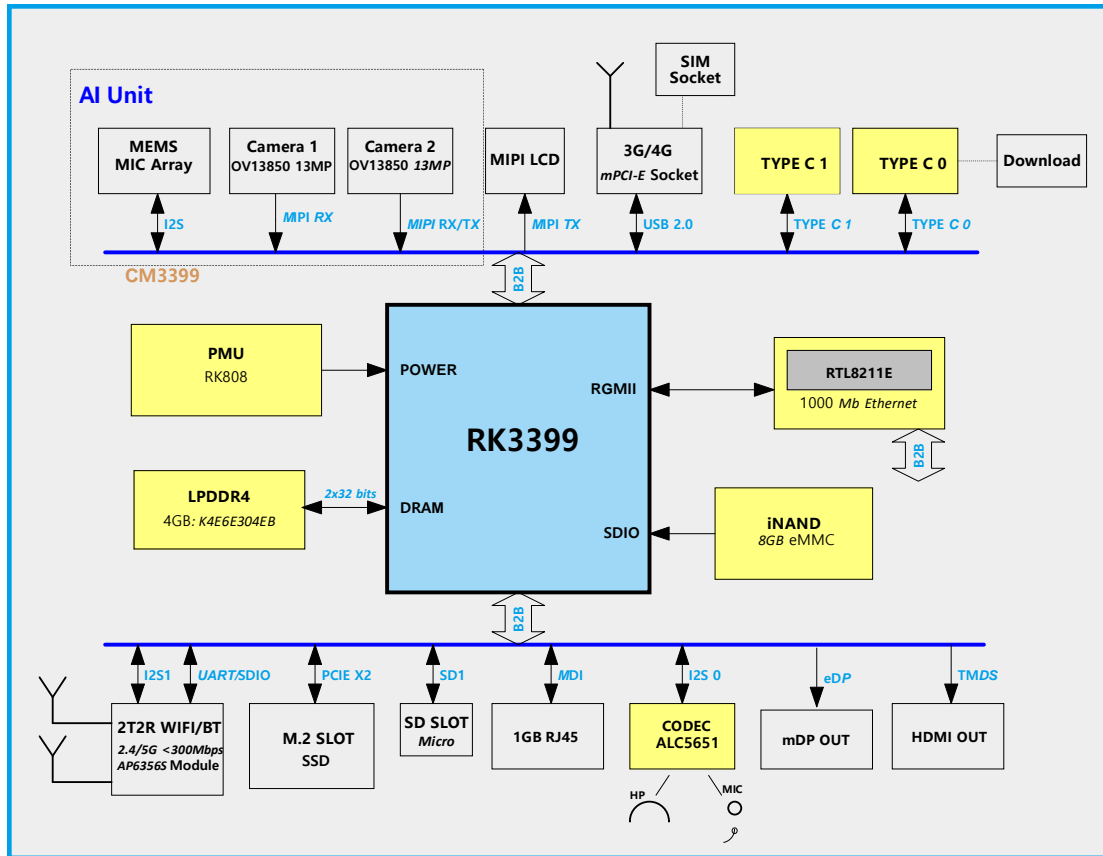 SIM
Socket
AI Unit
MEMS
MIC Array
Camera 1
OV13850 13MP
Camera 2
OV13850 13MP
MIPI LCD
3G/4G
mPCI-E Socket
TYPE C 1
TYPE C 0
Download
I2S
MIPI RX
MIPI RX/TX
MIPI TX
USB 2.0
TYPE C 1
TYPE C 0
CM3399
B2B
PMU
RK808
POWER
RGMII
RTL8211E
1000 Mb Ethernet
B2B
RK3399
LPDDR4
4GB: K4E6E304EB
2x32 bits
DRAM
SDIO
iNAND
8GB eMMC
B2B
I2S1
UART/SDIO
PCIE X2
SD1
MDI
I2S 0
eDP
TMDS
2T2R WIFI/BT
2.4/5G <300Mbps
AP6356S Module
M.2 SLOT
SSD
SD SLOT
Micro
1GB RJ45
CODEC
ALC5651
mDP OUT
HDMI OUT
HP
MIC